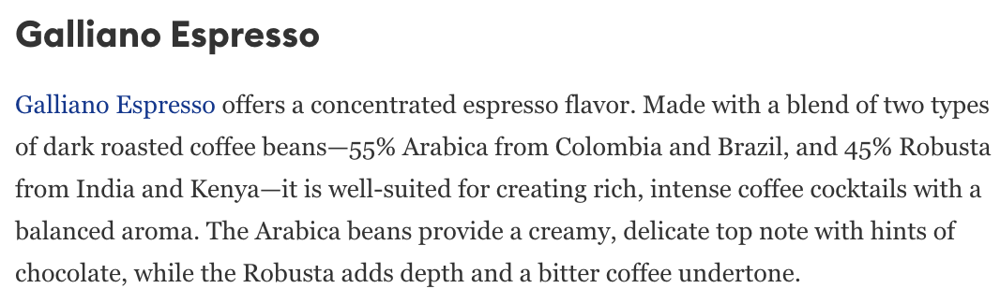 Galliano Espresso
Galliano Espresso offers a concentrated espresso flavor. Made with a blend of two types
of dark roasted coffee beans—55% Arabica from Colombia and Brazil, and 45% Robusta
from India and Kenya—it is well-suited for creating rich, intense coffee cocktails with a
balanced aroma. The Arabica beans provide a creamy, delicate top note with hints of
chocolate, while the Robusta adds depth and a bitter coffee undertone.